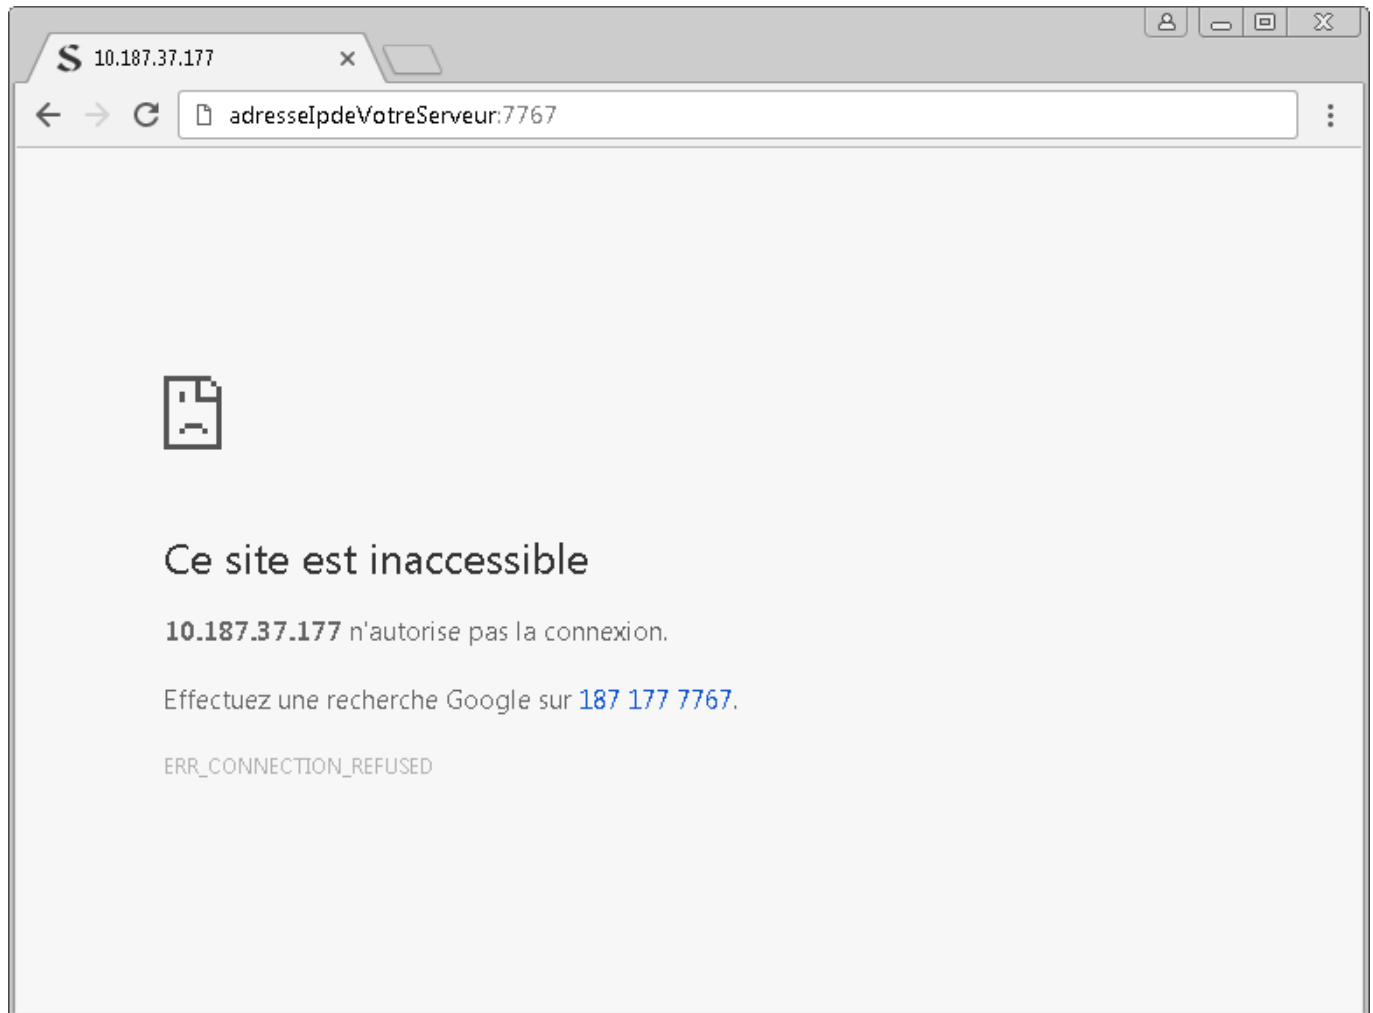 S 10.187.37.177
adresseIpdeVotreServeur:7767
Ce site est inaccessible
10.187.37.177 n'autorise pas la connexion.
Effectuez une recherche Google sur 187 177 7767.
ERR_CONNECTION_REFUSED